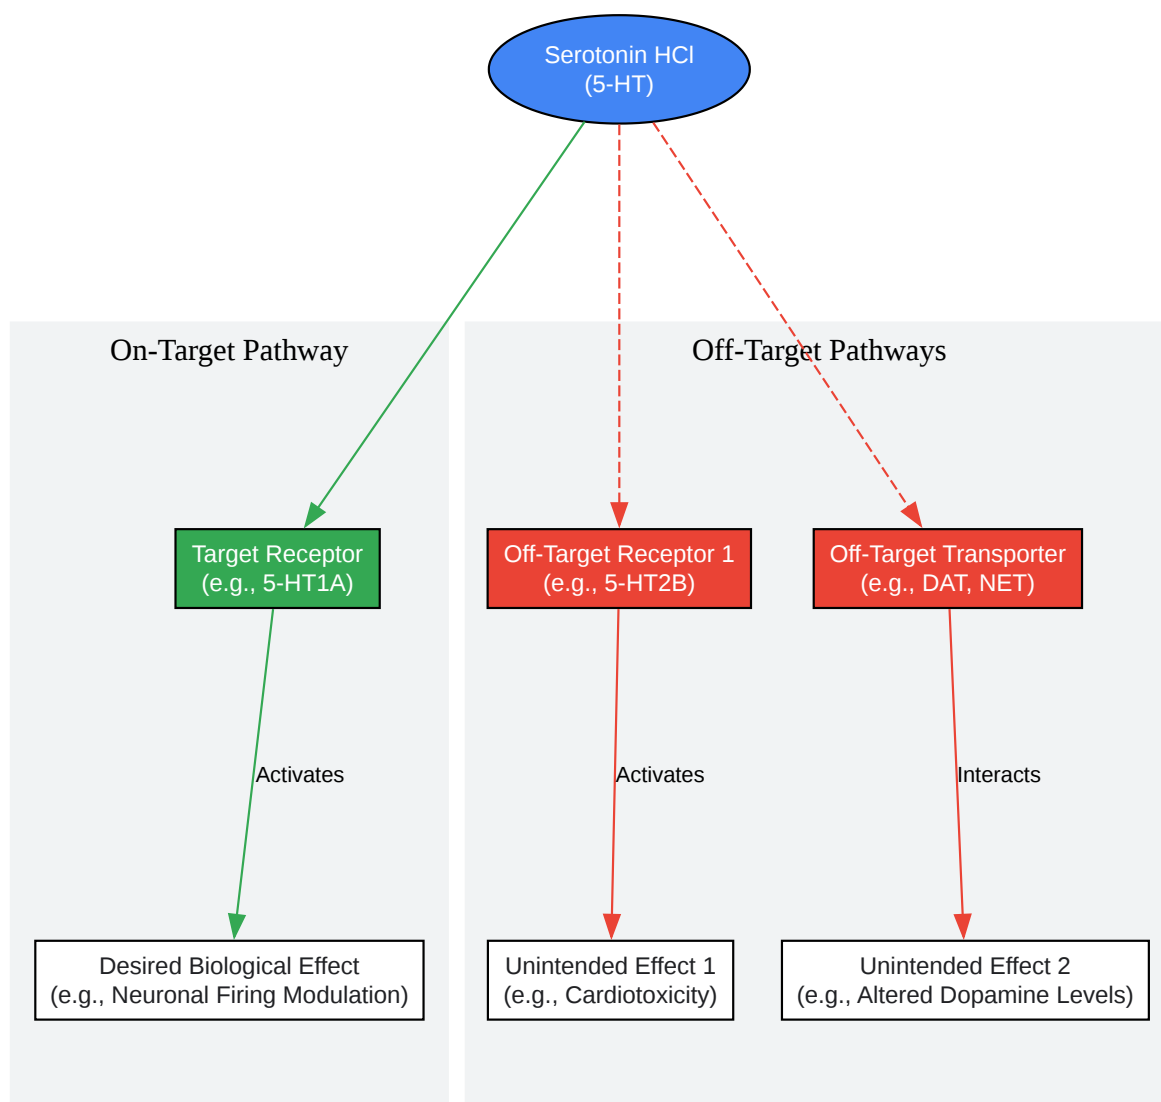 Serotonin HCl
(5-HT)
On-Target Pathway
Off-Target Pathways
Target Receptor
(e.g., 5-HT1A)
Off-Target Receptor 1
(e.g., 5-HT2B)
Off-Target Transporter
(e.g., DAT, NET)
Activates
Activates
Interacts
Desired Biological Effect
(e.g., Neuronal Firing Modulation)
Unintended Effect 1
(e.g., Cardiotoxicity)
Unintended Effect 2
(e.g., Altered Dopamine Levels)